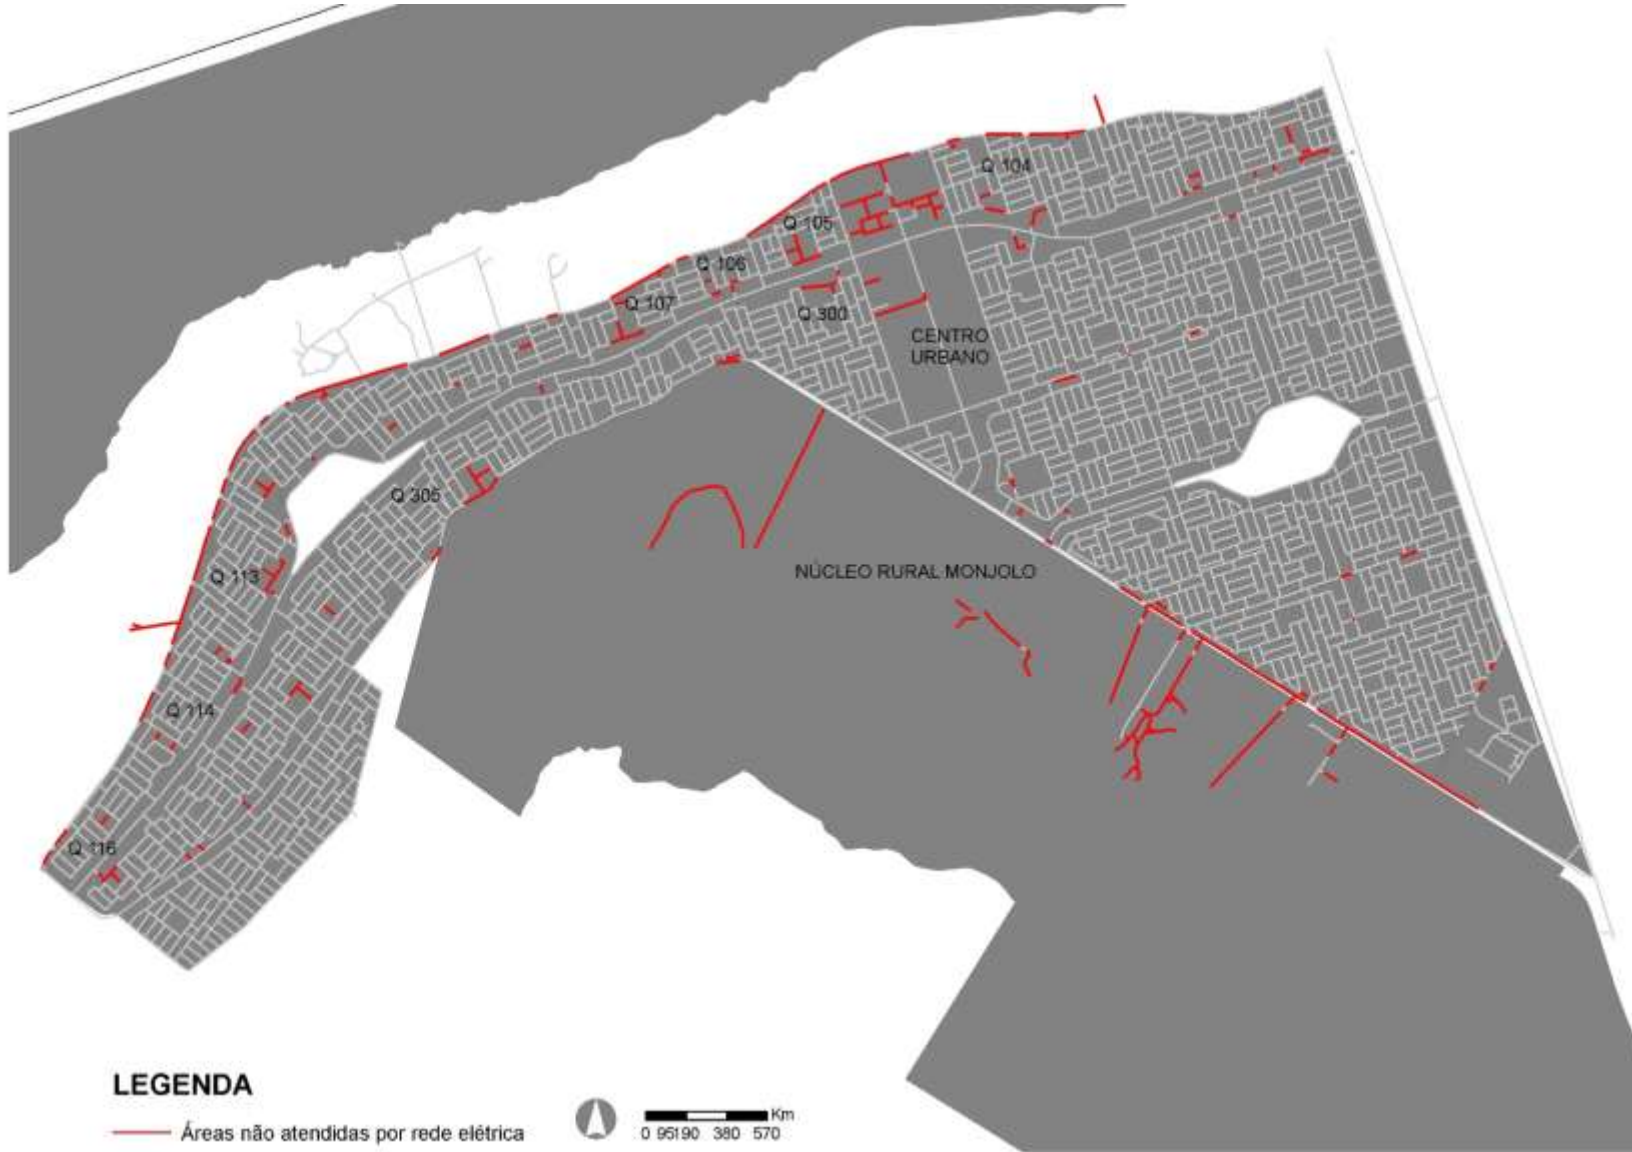 Q 104
Q 105
Q 106
Q 107
Q 300
CENTRO
URBANO
Q 305
NÚCLEO RURAL MONJOLO
Q 113
Q 114
Q 116
LEGENDA
Áreas não atendidas por rede elétrica
Km
0 95190 380 570